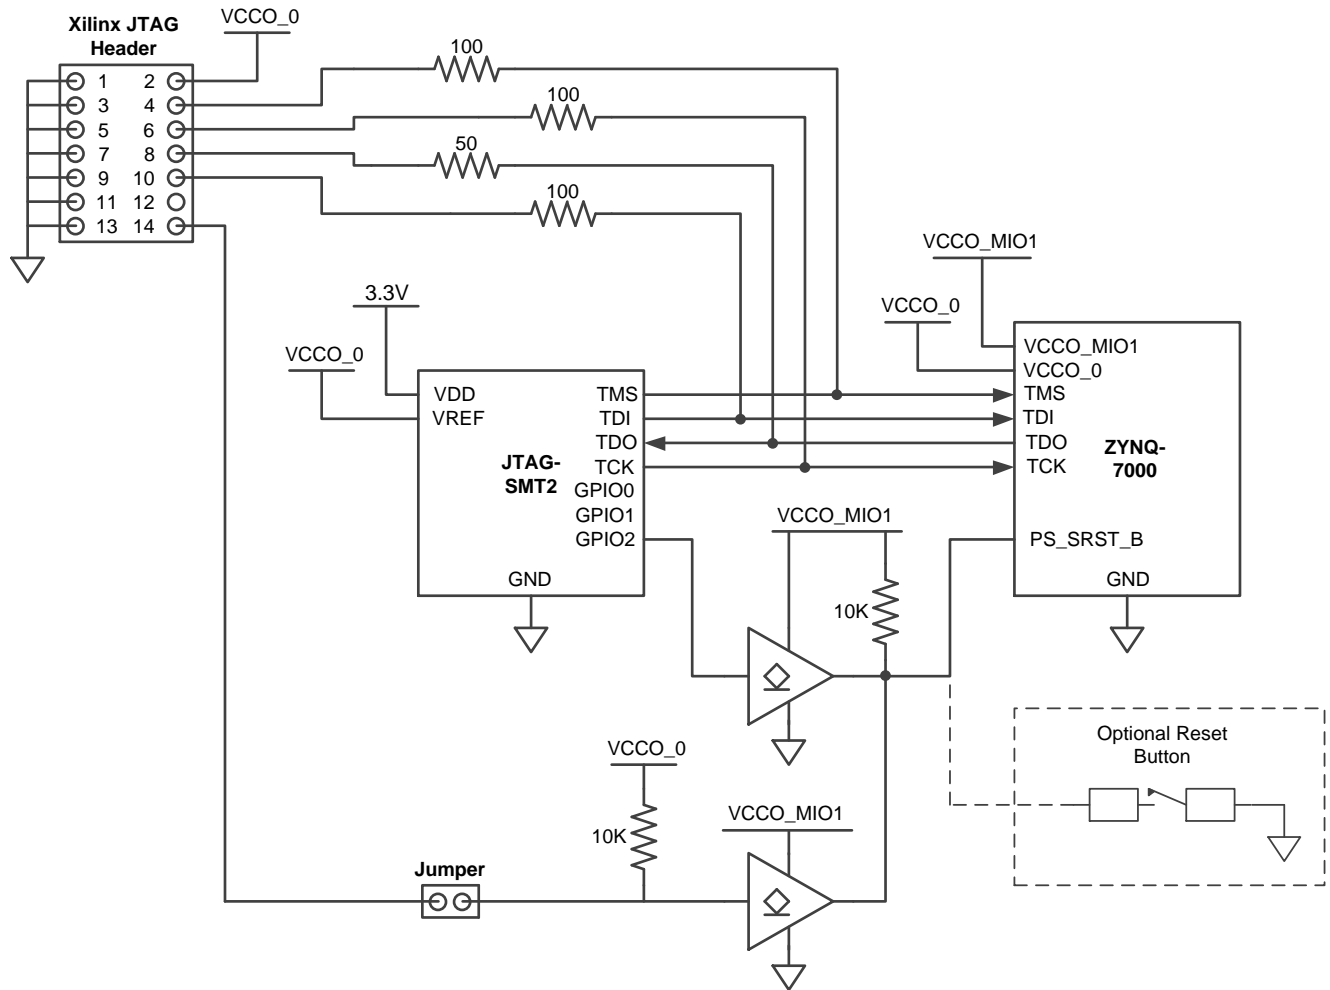 Xilinx JTAG
Header
VCCO_0
1 2
3 4
5 6
7 8
9 10
11 12
13 14
100
100
50
100
VCCO_MIO1
VCCO_0
3.3V
VCCO_0
VDD
VREF
TMS
TDI
TDO
TCK
GPIO0
GPIO1
GPIO2
JTAG-
SMT2
GND
VCCO_MIO1
VCCO_0
TMS
TDI
TDO
TCK
ZYNQ-
7000
PS_SRST_B
GND
VCCO_MIO1
10K
Optional Reset
Button
VCCO_0
10K
VCCO_MIO1
Jumper